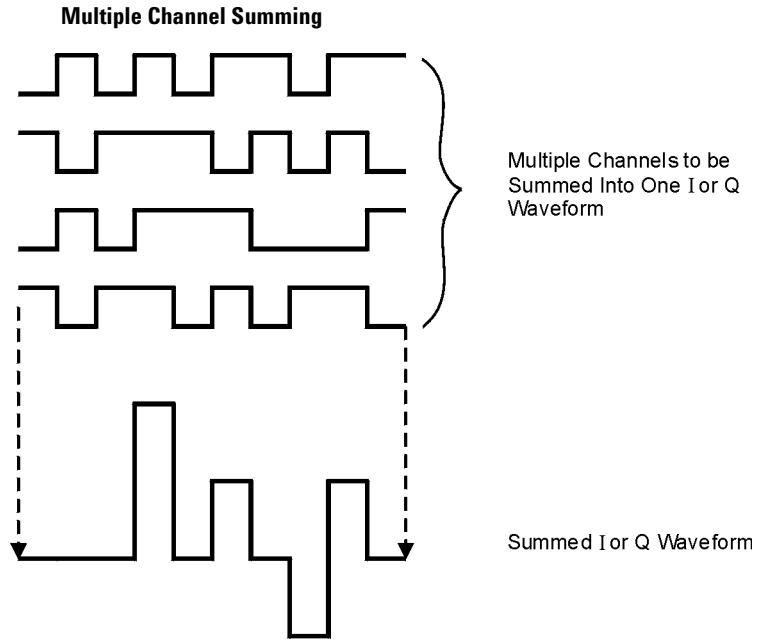 Multiple Channel Summing
Multiple Channels to be
Summed Into One I or Q
Waveform
Summed I or Q Waveform